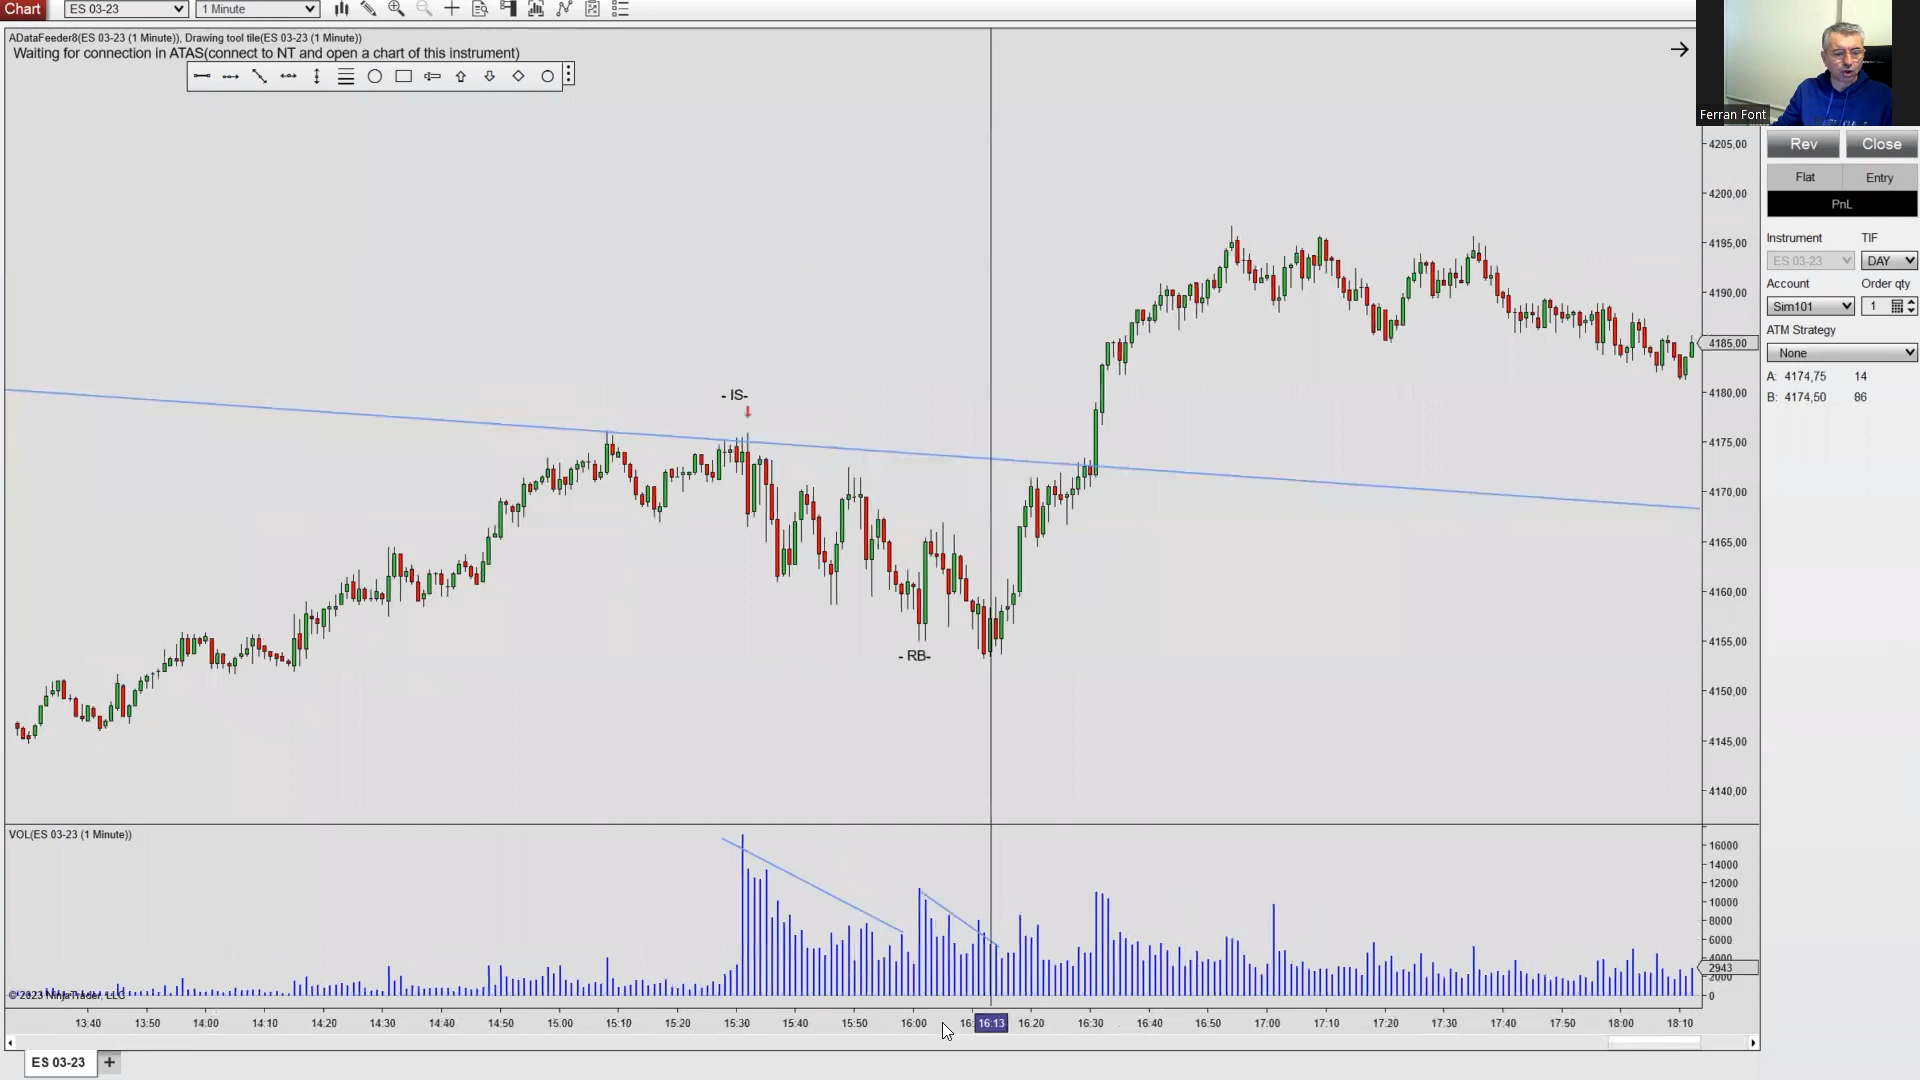 Chart
ES 03-23
1 Minute
ADataFeeder8(ES 03-23 (1 Minute)), Drawing tool tile(ES 03-23 (1 Minute))
Waiting for connection in ATAS(connect to NT and open a chart of this instrument)
Ferran Font
4205,00
4200,00
4195,00
4190,00
4185,00
4180,00
4175,00
4170,00
4165,00
4160,00
4155,00
4150,00
4145,00
4140,00
- IS-
- RB-
Rev
Close
Flat
Entry
PnL
Instrument
TIF
ES 03-23
DAY
Account
Order qty
Sim101
1
ATM Strategy
None
A: 4174,75 14
B: 4174,50 86
VOL(ES 03-23 (1 Minute))
16000
14000
12000
10000
8000
6000
4000
2943
2000
0
© 2023 NinjaTrader, LLC
13:40 13:50 14:00 14:10 14:20 14:30 14:40 14:50 15:00 15:10 15:20 15:30 15:40 15:50 16:00 16: 16:13 16:20 16:30 16:40 16:50 17:00 17:10 17:20 17:30 17:40 17:50 18:00 18:10
ES 03-23